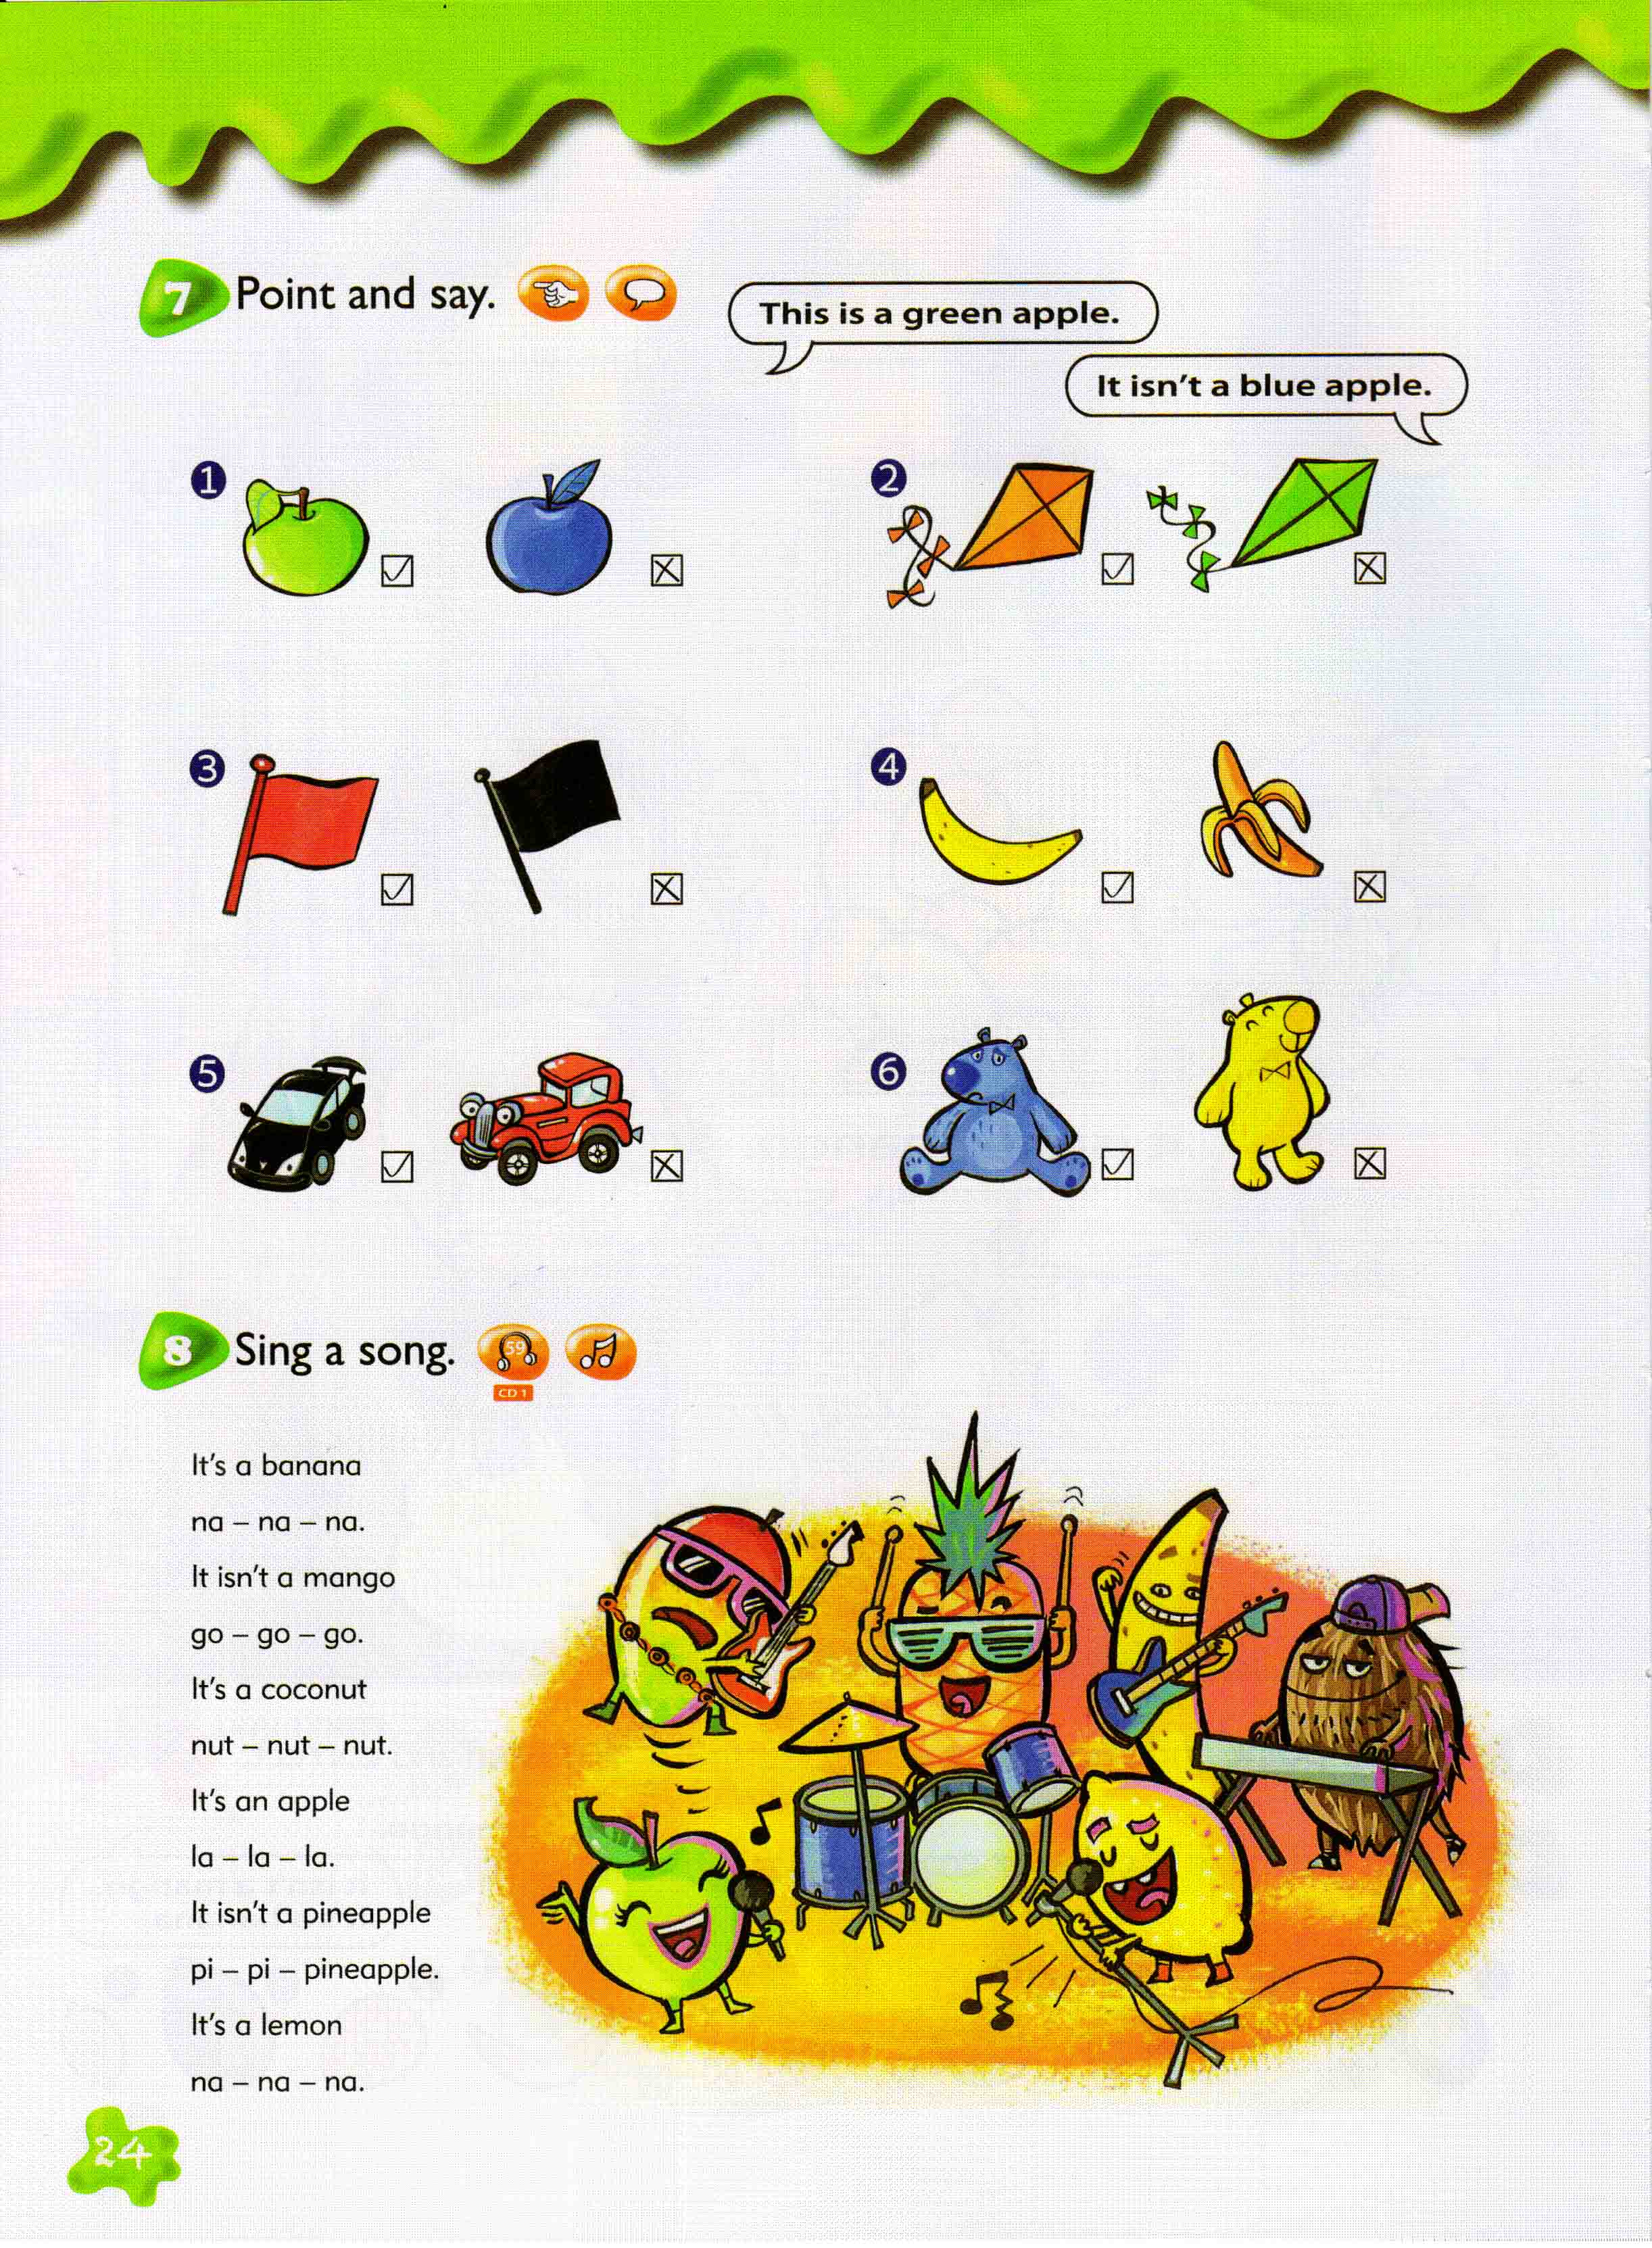 7 Point and say.
This is a green apple.
It isn't a blue apple.
1
2
3
4
5
6
8 Sing a song.
59
CD 1
It's a banana
na – na – na.
It isn't a mango
go – go – go.
It's a coconut
nut – nut – nut.
It's an apple
la – la – la.
It isn't a pineapple
pi – pi – pineapple.
It's a lemon
na – na – na.
24